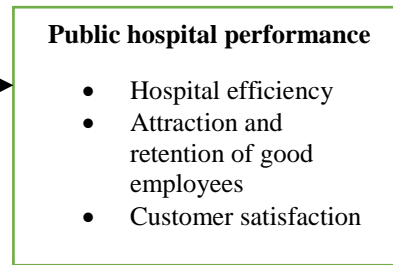 Public hospital performance
• Hospital efficiency
• Attraction and
retention of good
employees
• Customer satisfaction